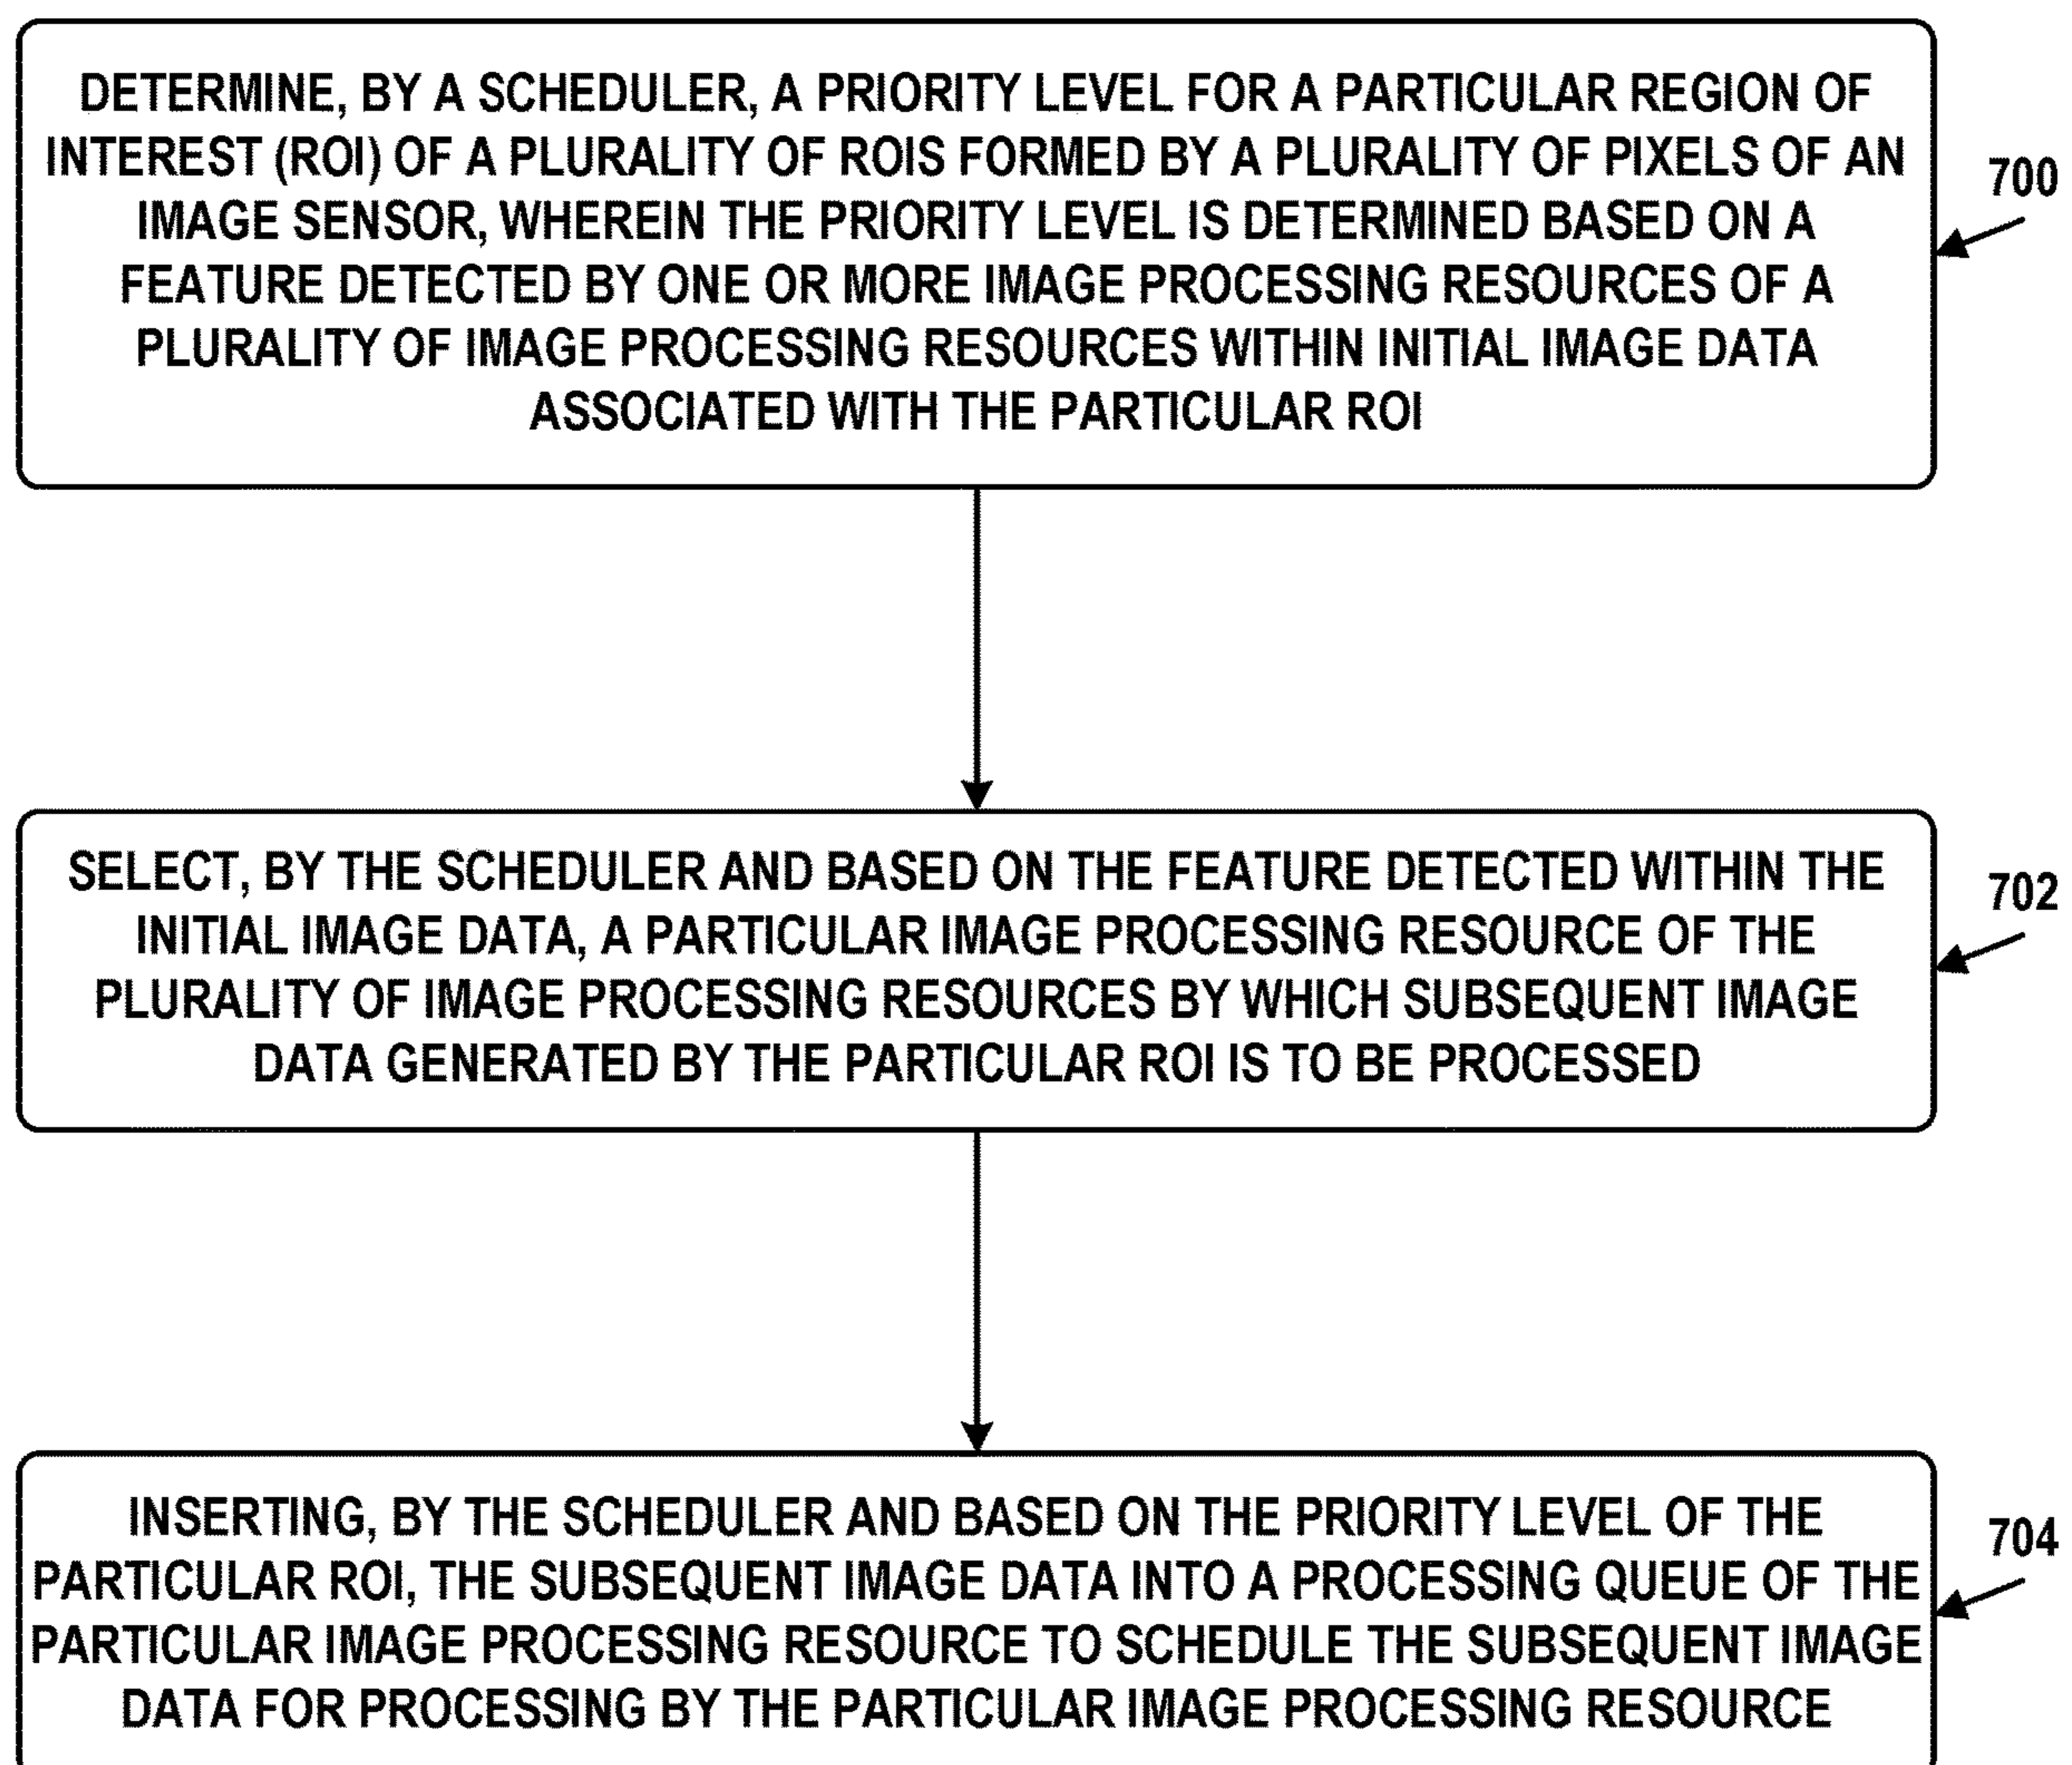 DETERMINE, BY A SCHEDULER, A PRIORITY LEVEL FOR A PARTICULAR REGION OF
INTEREST (ROI) OF A PLURALITY OF ROIS FORMED BY A PLURALITY OF PIXELS OF AN
IMAGE SENSOR, WHEREIN THE PRIORITY LEVEL IS DETERMINED BASED ON A
FEATURE DETECTED BY ONE OR MORE IMAGE PROCESSING RESOURCES OF A
PLURALITY OF IMAGE PROCESSING RESOURCES WITHIN INITIAL IMAGE DATA
ASSOCIATED WITH THE PARTICULAR ROI
700
SELECT, BY THE SCHEDULER AND BASED ON THE FEATURE DETECTED WITHIN THE
INITIAL IMAGE DATA, A PARTICULAR IMAGE PROCESSING RESOURCE OF THE
PLURALITY OF IMAGE PROCESSING RESOURCES BY WHICH SUBSEQUENT IMAGE
DATA GENERATED BY THE PARTICULAR ROI IS TO BE PROCESSED
702
INSERTING, BY THE SCHEDULER AND BASED ON THE PRIORITY LEVEL OF THE
PARTICULAR ROI, THE SUBSEQUENT IMAGE DATA INTO A PROCESSING QUEUE OF THE
PARTICULAR IMAGE PROCESSING RESOURCE TO SCHEDULE THE SUBSEQUENT IMAGE
DATA FOR PROCESSING BY THE PARTICULAR IMAGE PROCESSING RESOURCE
704